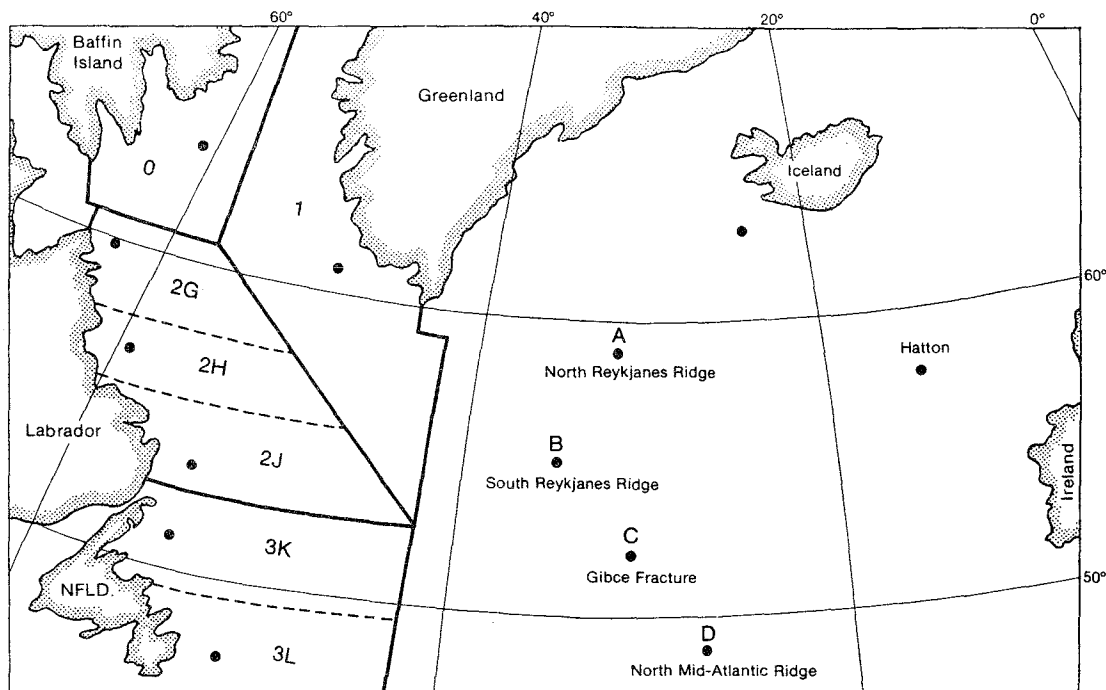 60°
40°
20°
0°
Baffin
Island
Greenland
Iceland
0
1
60°
2G
A
North Reykjanes Ridge
Hatton
2H
Labrador
B
South Reykjanes Ridge
2J
Ireland
3K
C
Gibce Fracture
50°
NFLD.
D
North Mid-Atlantic Ridge
3L